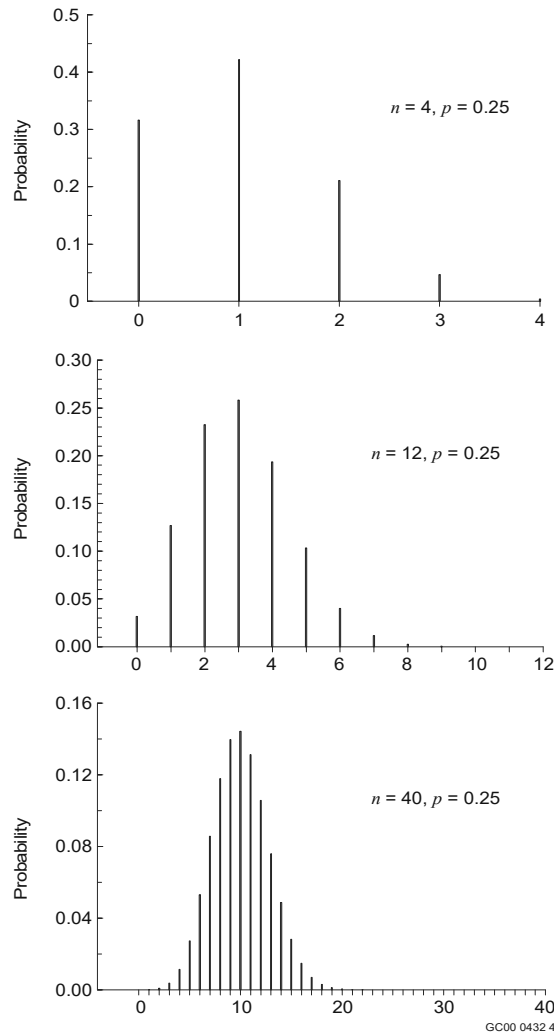 0.5
0.4
0.3
0.2
0.1
0
Probability
n = 4, p = 0.25
0 1 2 3 4
0.30
0.25
0.20
0.15
0.10
0.05
0.00
Probability
n = 12, p = 0.25
0 2 4 6 8 10 12
0.16
0.12
0.08
0.04
0.00
Probability
n = 40, p = 0.25
0 10 20 30 40
GC00 0432 4